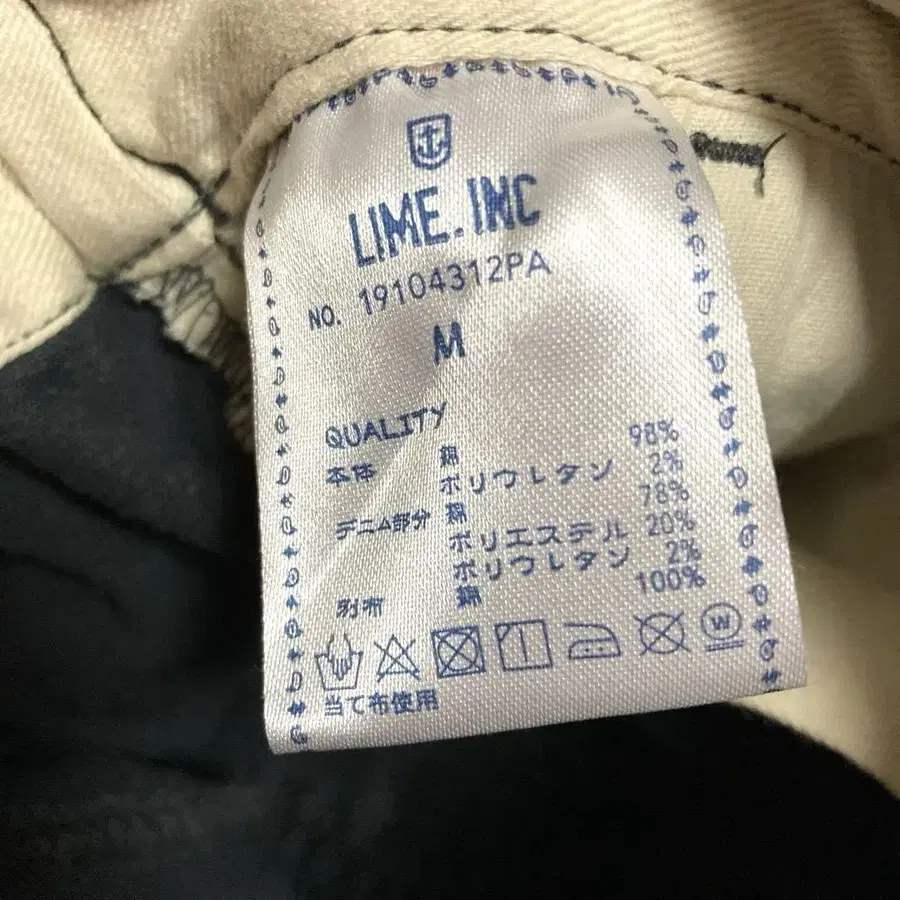 LIME.INC
NO. 19104312PA
M
QUALITY
本体 綿 98%
ポリウレタン 2%
デニム部分 綿 78%
ポリエステル 20%
ポリウレタン 2%
別布 綿 100%
W
当て布使用